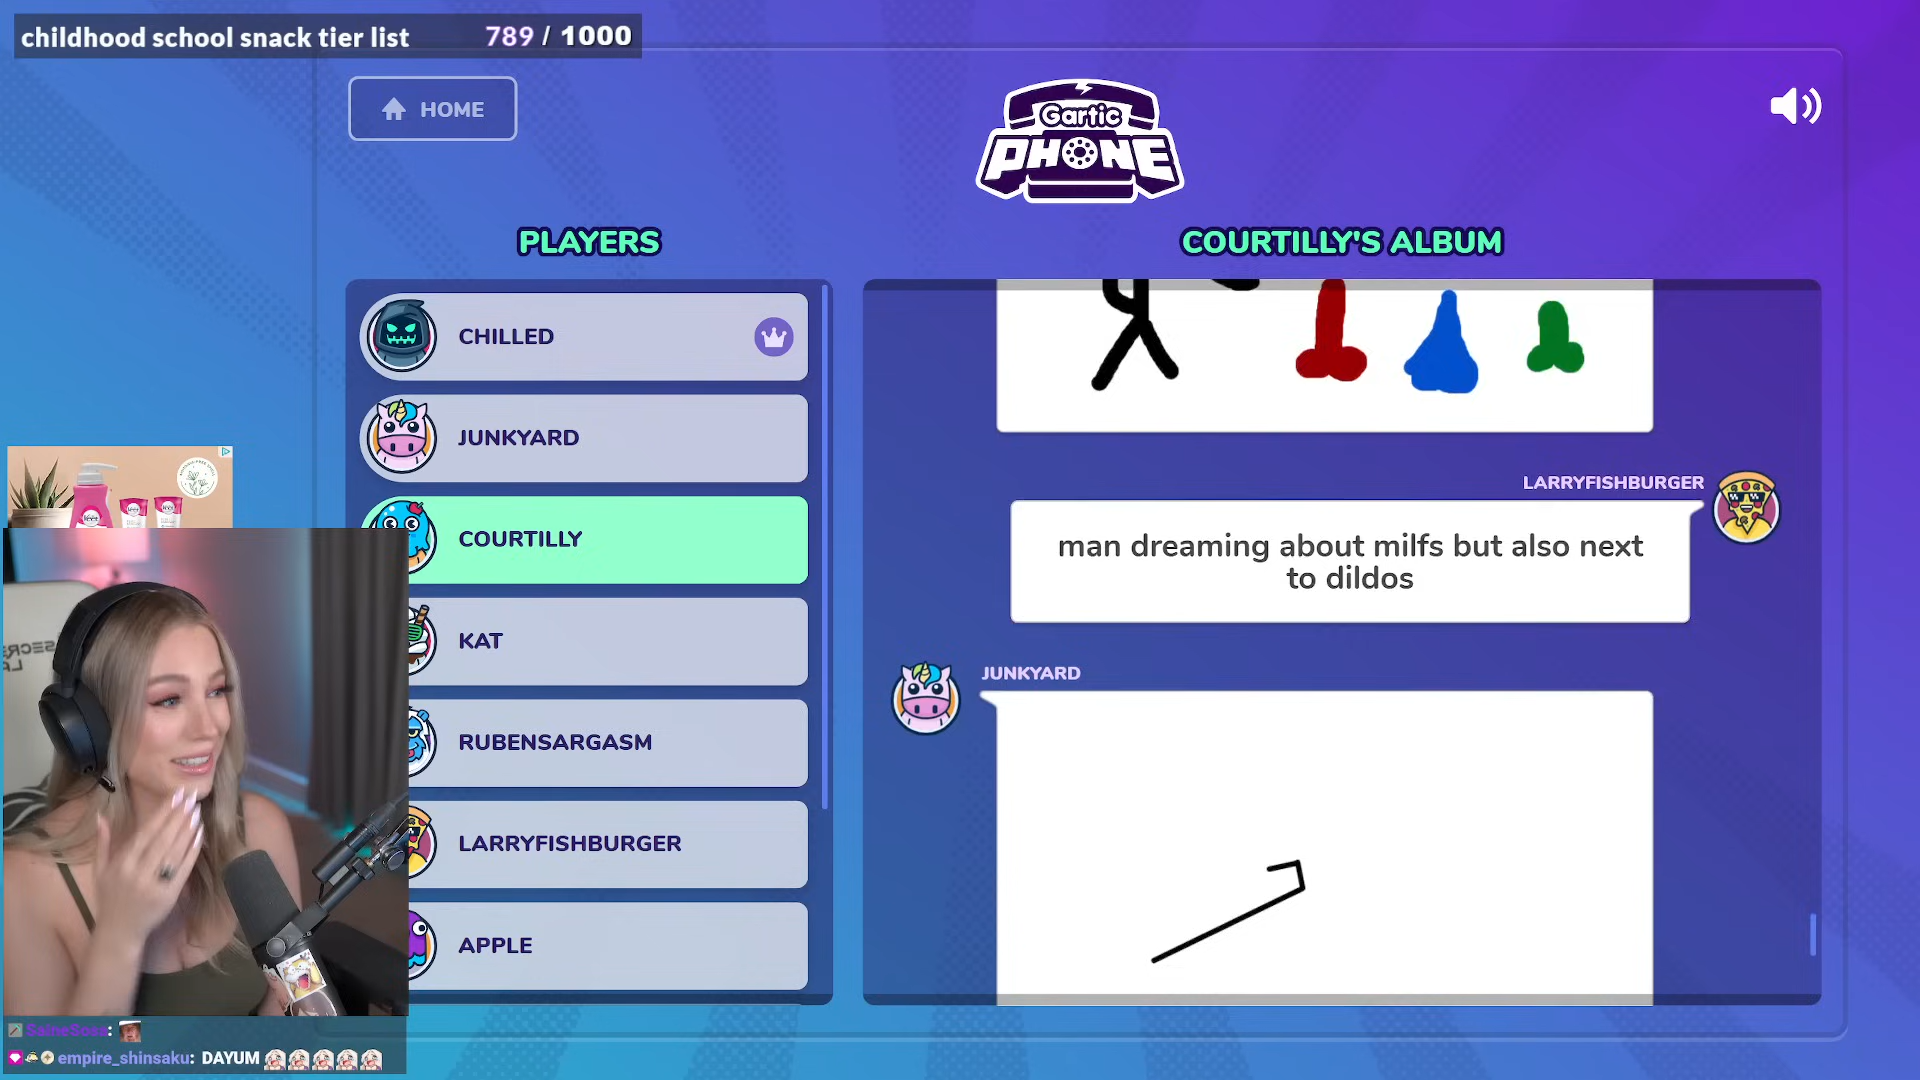 childhood school snack tier list 789 / 1000
HOME
Gartic
PHONE
PLAYERS
COURTILLY'S ALBUM
CHILLED
JUNKYARD
COURTILLY
KAT
RUBENSARGASM
LARRYFISHBURGER
APPLE
LARRYFISHBURGER
man dreaming about milfs but also next
to dildos
JUNKYARD
SaineSosa:
empire_shinsaku: DAYUM